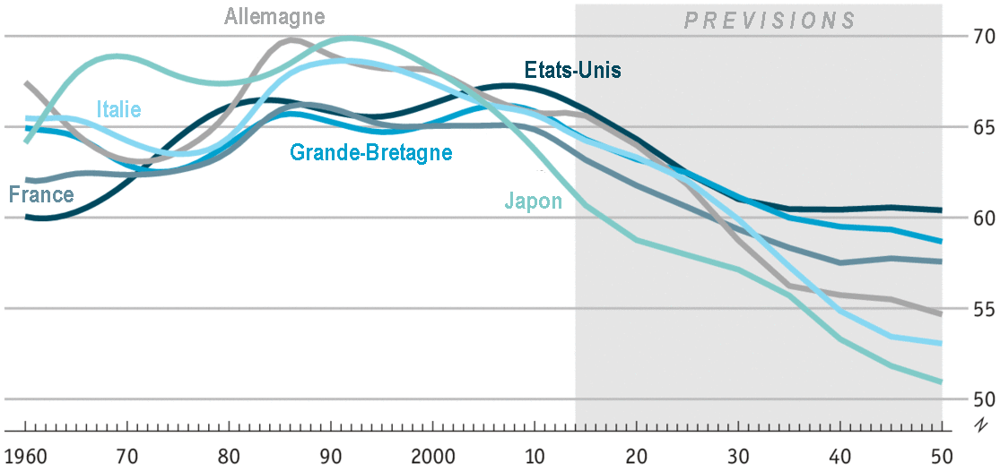 Allemagne
PREVISIONS
70
Etats-Unis
Italie
65
Grande-Bretagne
France
Japon
60
55
50
1960 70 80 90 2000 10 20 30 40 50